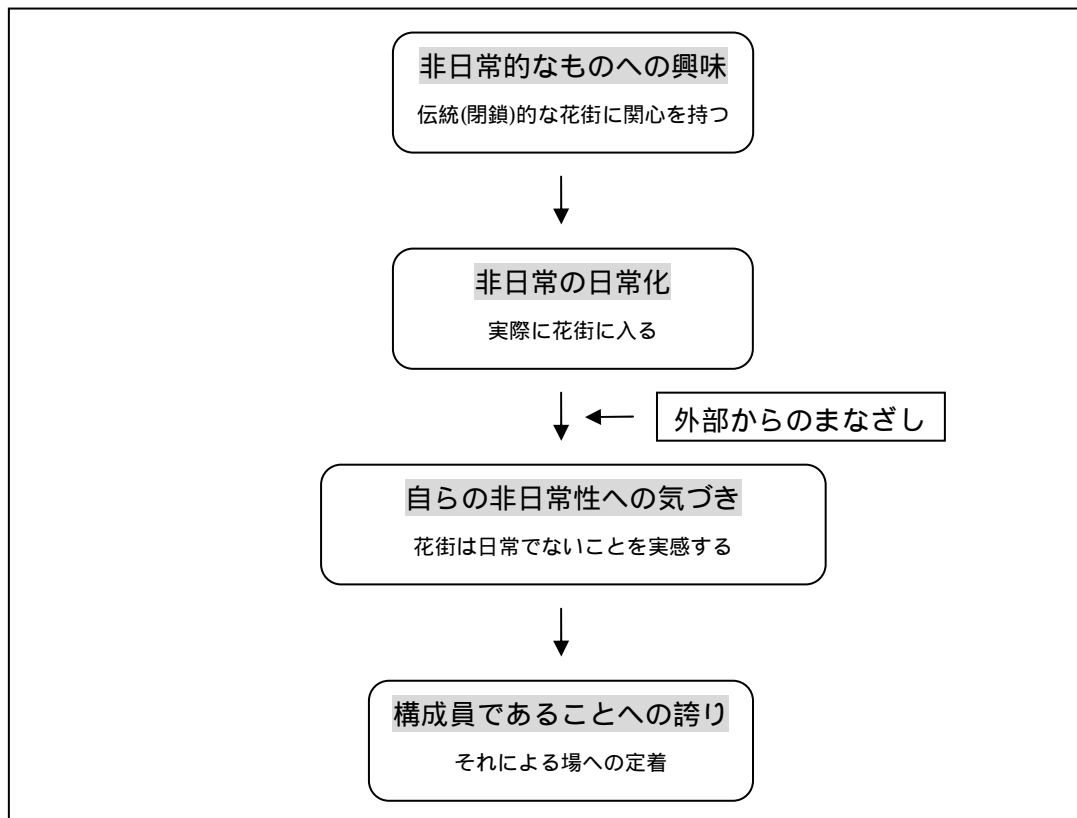 非日常的なものへの興味
伝統(閉鎖)的な花街に関心を持つ
非日常の日常化
実際に花街に入る
外部からのまなざし
自らの非日常性への気づき
花街は日常でないことを実感する
構成員であることへの誇り
それによる場への定着